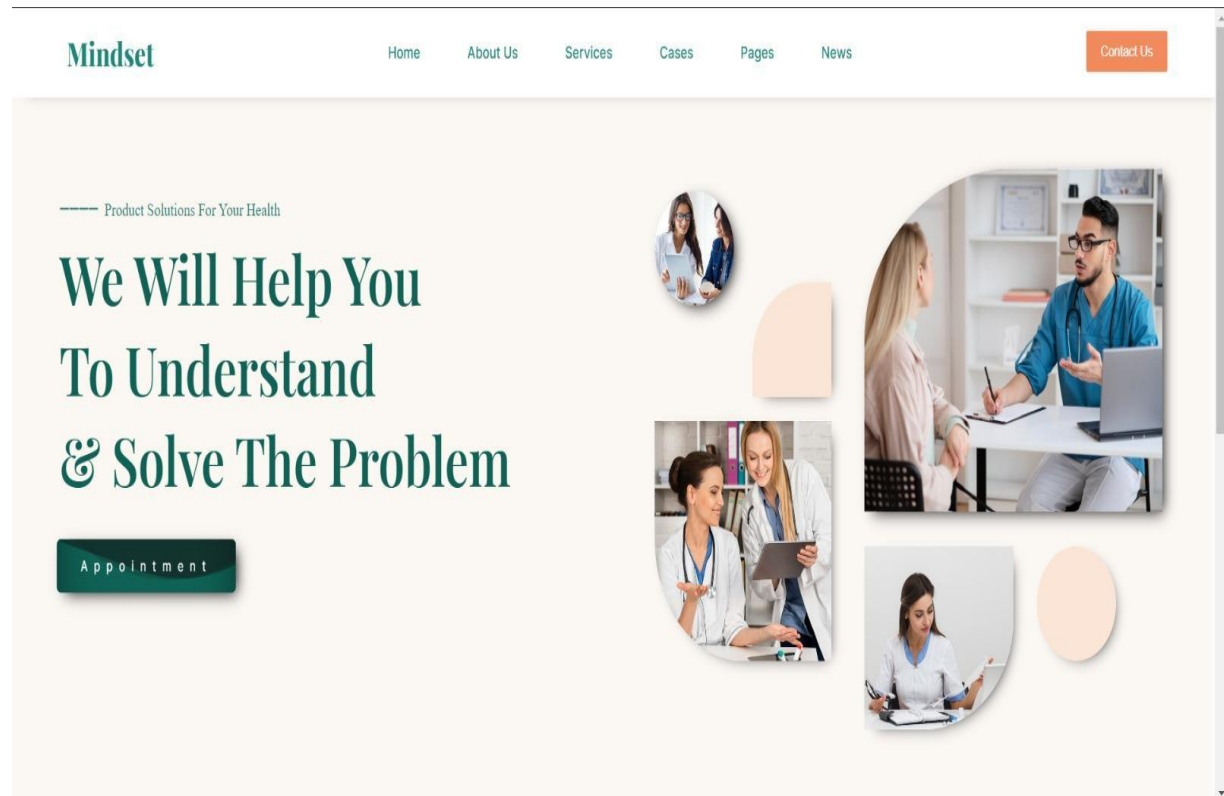 Mindset
Home About Us Services Cases Pages News
Contact Us
Product Solutions For Your Health
We Will Help You
To Understand
& Solve The Problem
Appointment